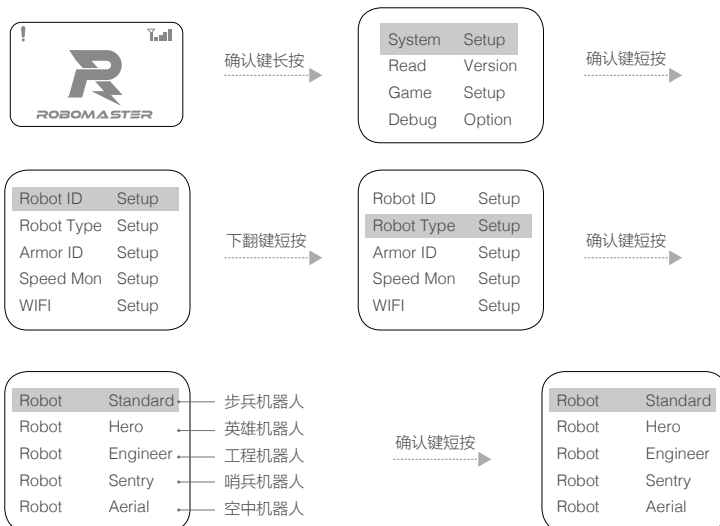 !
ROBOMASTER
确认键长按
System Setup
Read Version
Game Setup
Debug Option
确认键短按
Robot ID Setup
Robot Type Setup
Armor ID Setup
Speed Mon Setup
WIFI Setup
下翻键短按
Robot ID Setup
Robot Type Setup
Armor ID Setup
Speed Mon Setup
WIFI Setup
确认键短按
Robot Standard 步兵机器人
Robot Hero 英雄机器人
Robot Engineer 工程机器人
Robot Sentry 哨兵机器人
Robot Aerial 空中机器人
确认键短按
Robot Standard
Robot Hero
Robot Engineer
Robot Sentry
Robot Aerial